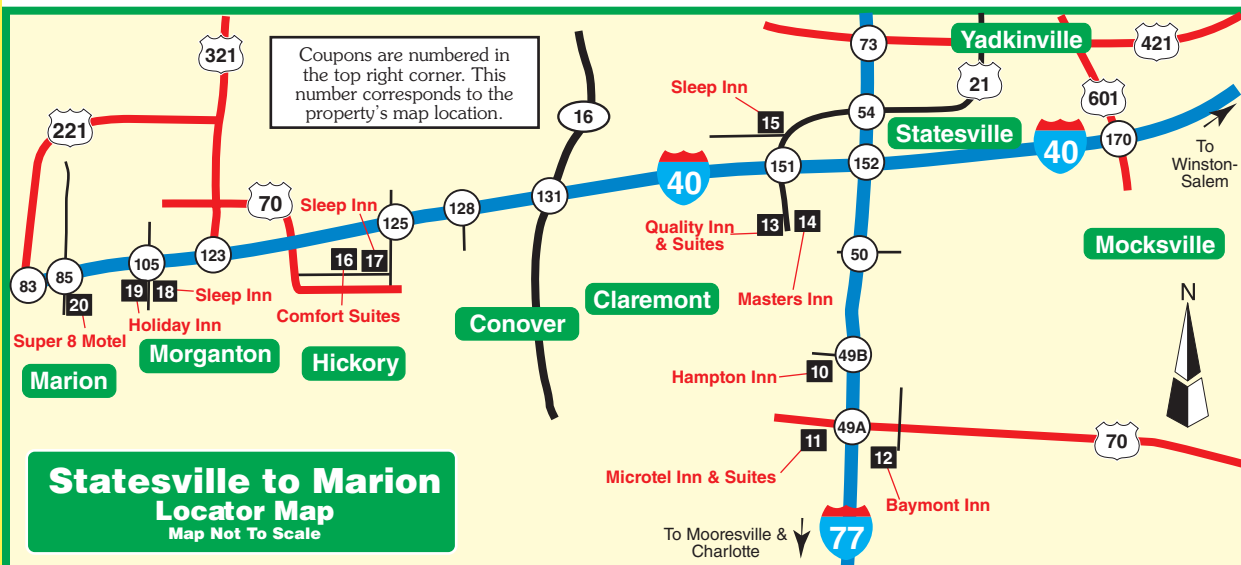 321
Coupons are numbered in
the top right corner. This
number corresponds to the
property's map location.
16
73
Yadkinville
421
21
601
Sleep Inn
15
54
Statesville
221
40
151
152
40
170
To
Winston-
Salem
70
Sleep Inn
125
128
131
Quality Inn
& Suites
13
14
50
Mocksville
83
85
105
123
16
17
20
19
18
Sleep Inn
Holiday Inn
Super 8 Motel
Comfort Suites
Masters Inn
Claremont
Conover
Morganton
Hickory
Marion
N
49B
Hampton Inn
10
49A
11
12
70
Microtel Inn & Suites
Baymont Inn
Statesville to Marion
Locator Map
Map Not To Scale
To Mooresville &
Charlotte
77